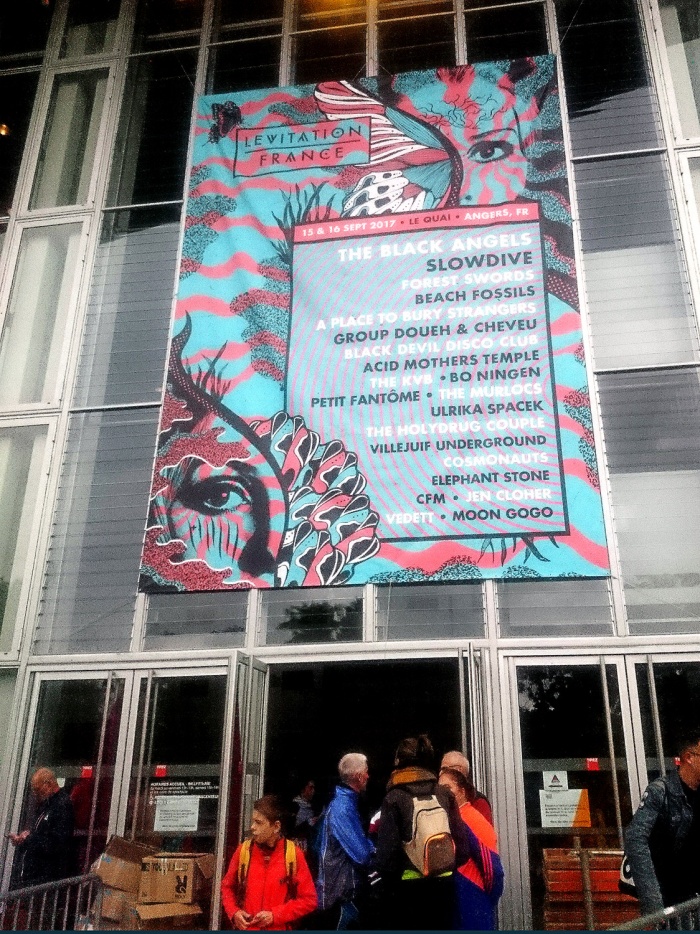 LEVITATION
FRANCE
15 & 16 SEPT 2017 • LE QUAI • ANGERS, FR
THE BLACK ANGELS
SLOWDIVE
FOREST SWORDS
BEACH FOSSILS
A PLACE TO BURY STRANGERS
GROUP DOUEH & CHEVEU
BLACK DEVIL DISCO CLUB
ACID MOTHERS TEMPLE
THE KVB • BO NINGEN
PETIT FANTÔME • THE MURLOCS
ULRIKA SPACEK
THE HOLYDRUG COUPLE
VILLEJUIF UNDERGROUND
COSMONAUTS
ELEPHANT STONE
CFM • JEN CLOHER
VEDETT • MOON GOGO